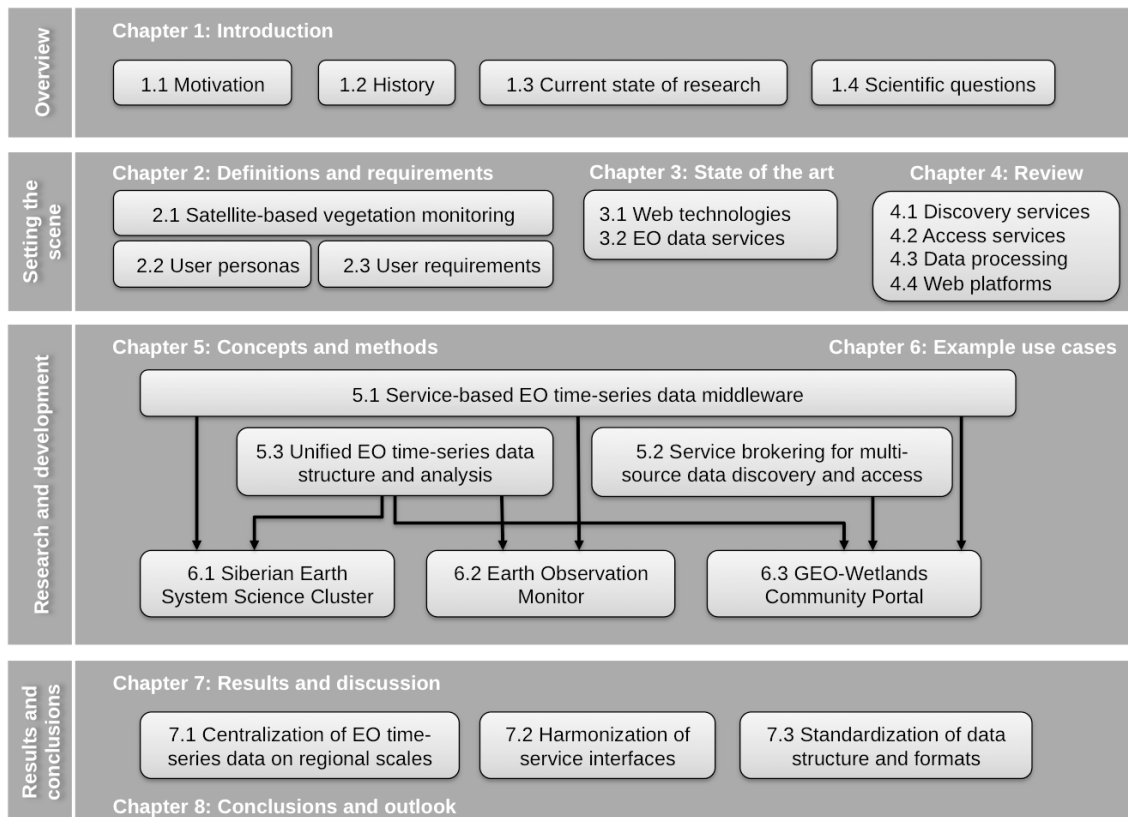 Overview
Chapter 1: Introduction
1.1 Motivation
1.2 History
1.3 Current state of research
1.4 Scientific questions
Setting the
scene
Chapter 2: Definitions and requirements
2.1 Satellite-based vegetation monitoring
2.2 User personas
2.3 User requirements
Chapter 3: State of the art
3.1 Web technologies
3.2 EO data services
Chapter 4: Review
4.1 Discovery services
4.2 Access services
4.3 Data processing
4.4 Web platforms
Research and development
Chapter 5: Concepts and methods
Chapter 6: Example use cases
5.1 Service-based EO time-series data middleware
5.3 Unified EO time-series data
structure and analysis
5.2 Service brokering for multi-
source data discovery and access
6.1 Siberian Earth
System Science Cluster
6.2 Earth Observation
Monitor
6.3 GEO-Wetlands
Community Portal
Results and
conclusions
Chapter 7: Results and discussion
7.1 Centralization of EO time-
series data on regional scales
7.2 Harmonization of
service interfaces
7.3 Standardization of data
structure and formats
Chapter 8: Conclusions and outlook